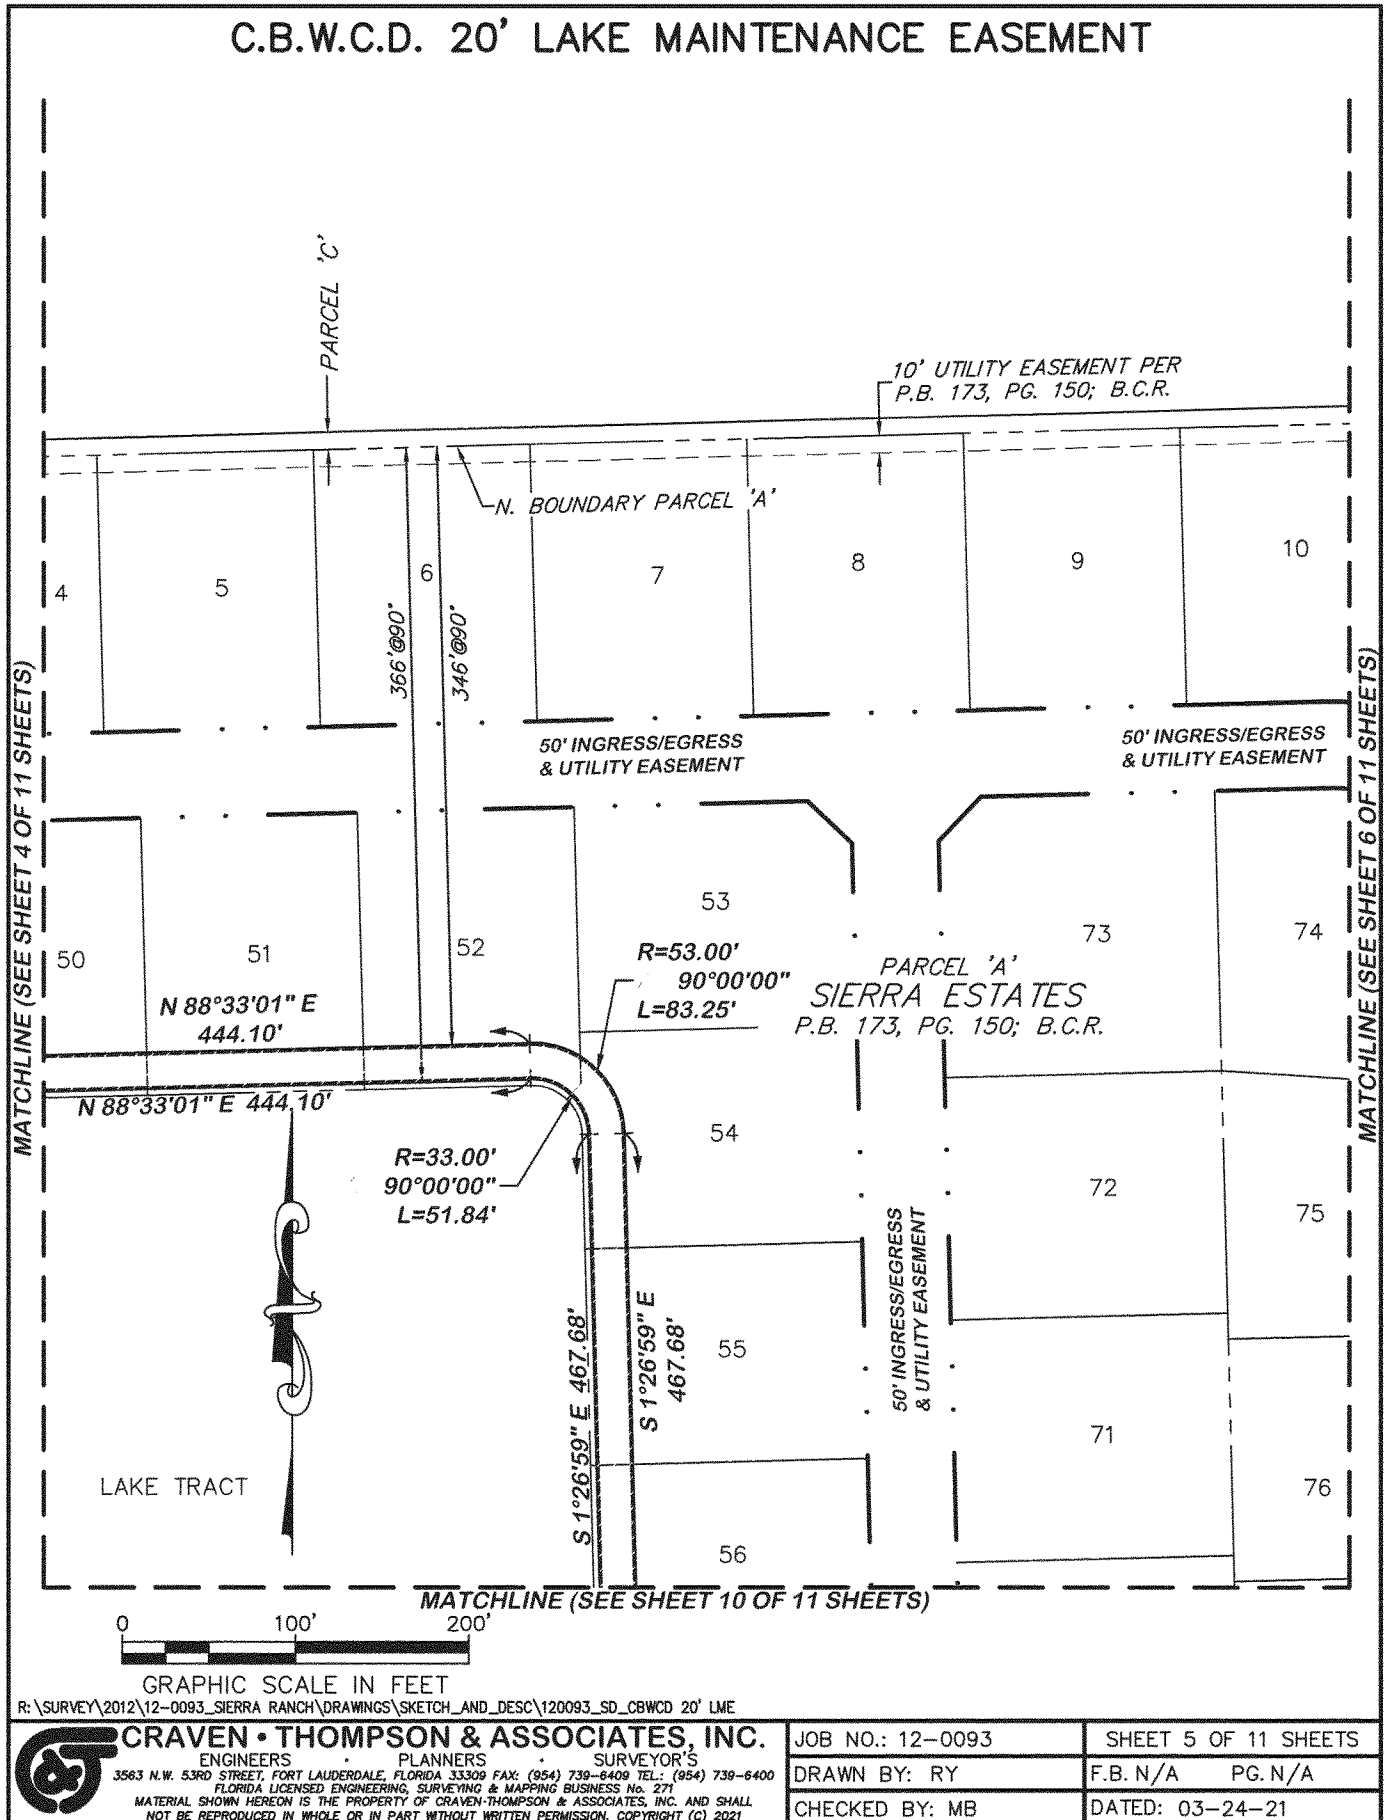 C.B.W.C.D. 20' LAKE MAINTENANCE EASEMENT
PARCEL 'C'
10' UTILITY EASEMENT PER
P.B. 173, PG. 150; B.C.R.
N. BOUNDARY PARCEL 'A'
4
5
6
7
8
9
10
366'@90°
346'@90°
MATCHLINE (SEE SHEET 4 OF 11 SHEETS)
MATCHLINE (SEE SHEET 6 OF 11 SHEETS)
50' INGRESS/EGRESS
& UTILITY EASEMENT
50' INGRESS/EGRESS
& UTILITY EASEMENT
50
51
52
53
73
74
R=53.00'
90°00'00"
L=83.25'
PARCEL 'A'
SIERRA ESTATES
P.B. 173, PG. 150; B.C.R.
N 88°33'01" E
444.10'
N 88°33'01" E 444.10'
R=33.00'
90°00'00"
L=51.84'
54
72
75
50' INGRESS/EGRESS
& UTILITY EASEMENT
S 1°26'59" E 467.68'
S 1°26'59" E
467.68'
55
71
76
56
LAKE TRACT
MATCHLINE (SEE SHEET 10 OF 11 SHEETS)
0 100' 200'
GRAPHIC SCALE IN FEET
R:\SURVEY\2012\12-0093_SIERRA RANCH\DRAWINGS\SKETCH_AND_DESC\120093_SD_CBWCD 20' LME
C&T
CRAVEN • THOMPSON & ASSOCIATES, INC.
ENGINEERS · PLANNERS · SURVEYOR'S
3563 N.W. 53RD STREET, FORT LAUDERDALE, FLORIDA 33309 FAX: (954) 739-6409 TEL.: (954) 739-6400
FLORIDA LICENSED ENGINEERING, SURVEYING & MAPPING BUSINESS No. 271
MATERIAL SHOWN HEREON IS THE PROPERTY OF CRAVEN·THOMPSON & ASSOCIATES, INC. AND SHALL
NOT BE REPRODUCED IN WHOLE OR IN PART WITHOUT WRITTEN PERMISSION. COPYRIGHT (C) 2021
JOB NO.: 12-0093
SHEET 5 OF 11 SHEETS
DRAWN BY: RY
F.B. N/A PG. N/A
CHECKED BY: MB
DATED: 03-24-21